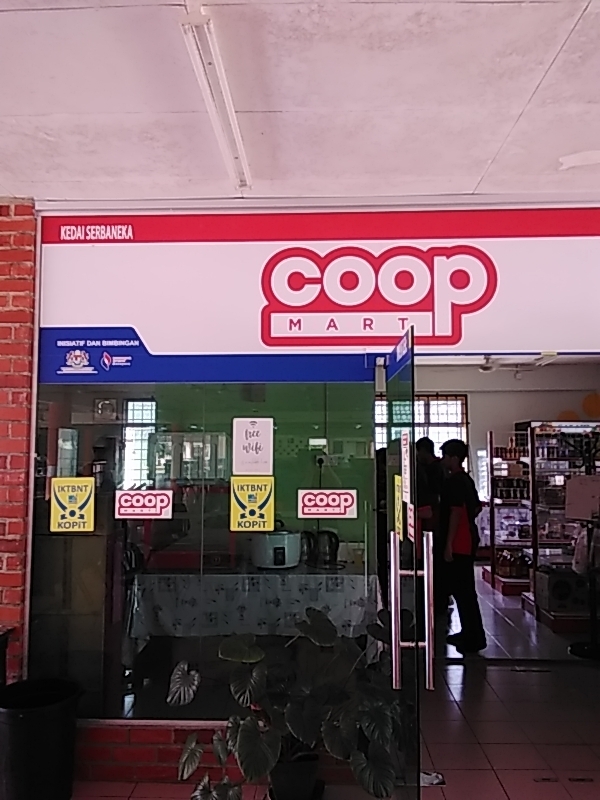 KEDAI SERBANEKA
coop
MART
INISIATIF DAN BIMBINGAN
free
wifi
IKTBNT
KOPiT
coop
MART
IKTBNT
KOPiT
coop
MART